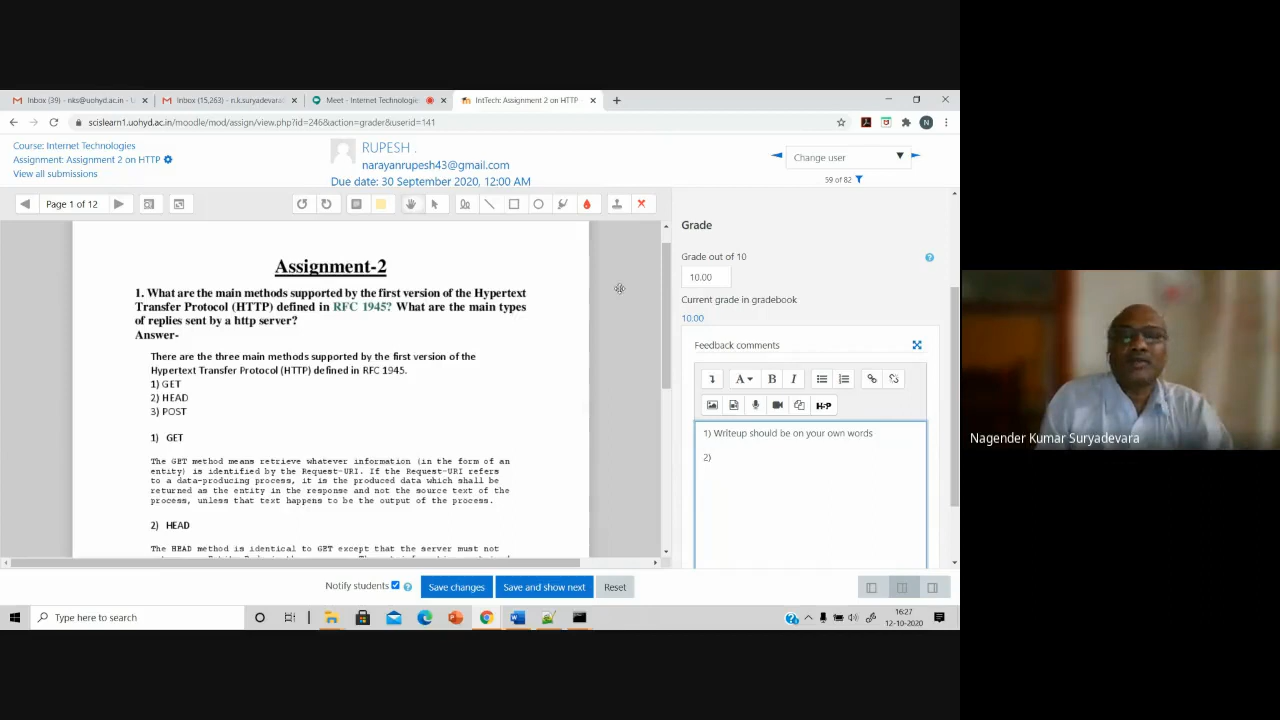 Inbox (39) - nks@uohyd.ac.in -
Inbox (15,263) - n.k.suryadevara
Meet - Internet Technologie
IntTech: Assignment 2 on HTTP
scislearn1.uohyd.ac.in/moodle/mod/assign/view.php?id=246&action=grader&userid=141
N
Course: Internet Technologies
Assignment: Assignment 2 on HTTP
View all submissions
RUPESH .
narayanrupesh43@gmail.com
Due date: 30 September 2020, 12:00 AM
Change user
59 of 82
Page 1 of 12
Assignment-2
1. What are the main methods supported by the first version of the Hypertext
Transfer Protocol (HTTP) defined in RFC 1945? What are the main types
of replies sent by a http server?
Answer-
There are the three main methods supported by the first version of the
Hypertext Transfer Protocol (HTTP) defined in RFC 1945.
1) GET
2) HEAD
3) POST
1) GET
The GET method means retrieve whatever information (in the form of an
entity) is identified by the Request-URI. If the Request-URI refers
to a data-producing process, it is the produced data which shall be
returned as the entity in the response and not the source text of the
process, unless that text happens to be the output of the process.
2) HEAD
The HEAD method is identical to GET except that the server must not
Grade
Grade out of 10
10.00
Current grade in gradebook
10.00
Feedback comments
A
B
I
H-P
1) Writeup should be on your own words
2)
Notify students
Save changes
Save and show next
Reset
Type here to search
16:27
12-10-2020
Nagender Kumar Suryadevara